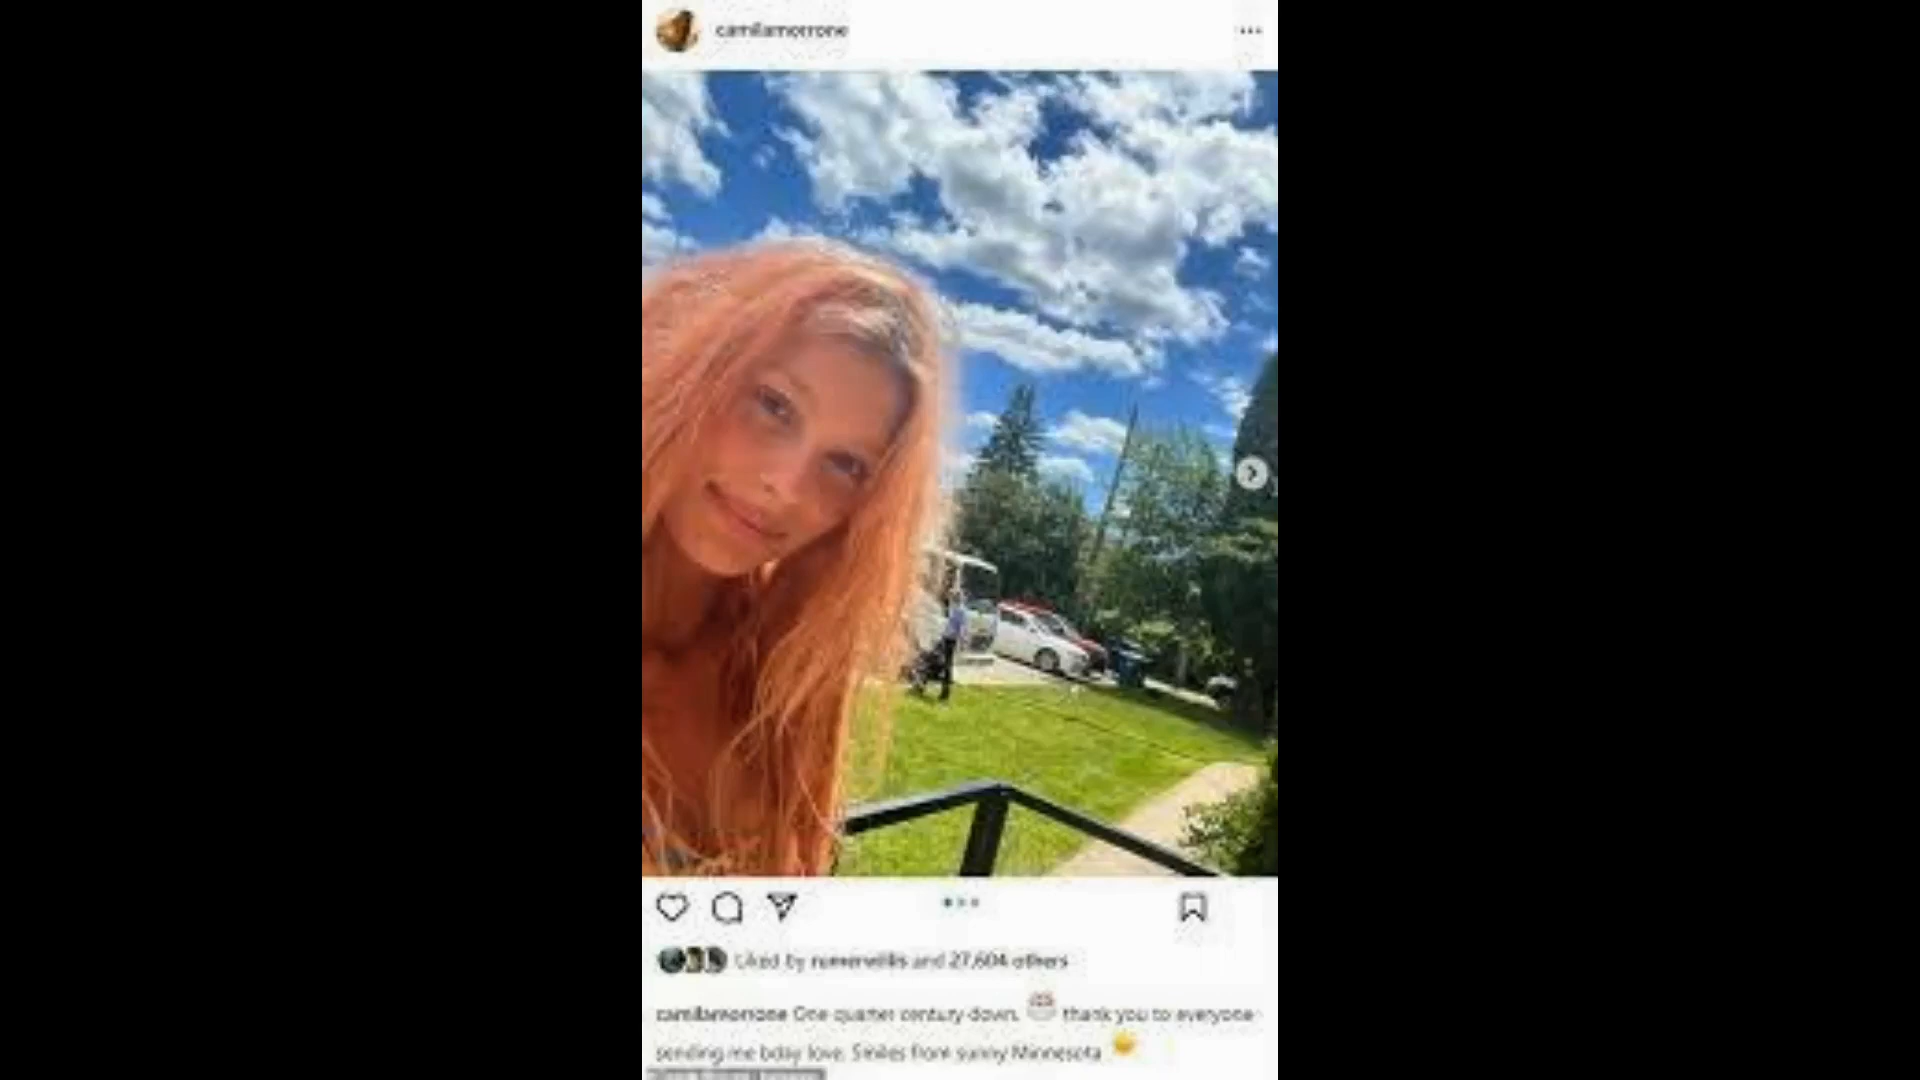 camilamorrone
Liked by rumerwillis and 27,604 others
camilamorrone One quarter century down. thank you to everyone
sending me bday love. Smiles from sunny Minnesota